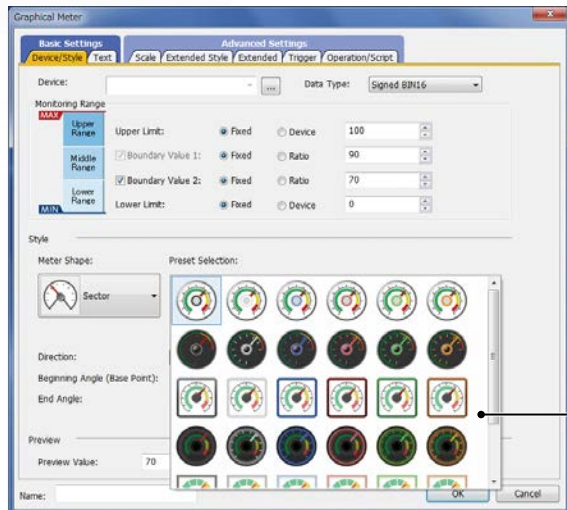 Graphical Meter
Basic Settings Advanced Settings
Device/Style Text Scale Extended Style Extended Trigger Operation/Script
Device: ... Data Type: Signed BIN16
Monitoring Range
MAX
Upper Range Upper Limit: Fixed Device 100
Middle Range Boundary Value 1: Fixed Ratio 90
Boundary Value 2: Fixed Ratio 70
Lower Range Lower Limit: Fixed Device 0
MIN
Style
Meter Shape: Preset Selection:
Sector
Direction:
Beginning Angle (Base Point):
End Angle:
Preview
Preview Value: 70
Name: OK Cancel